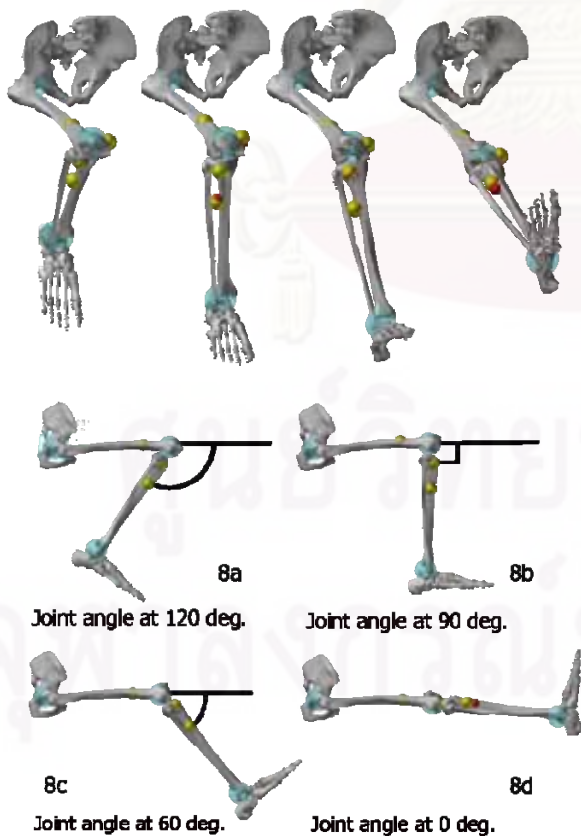 8a
8b
Joint angle at 120 deg.
Joint angle at 90 deg.
8c
8d
Joint angle at 60 deg.
Joint angle at 0 deg.